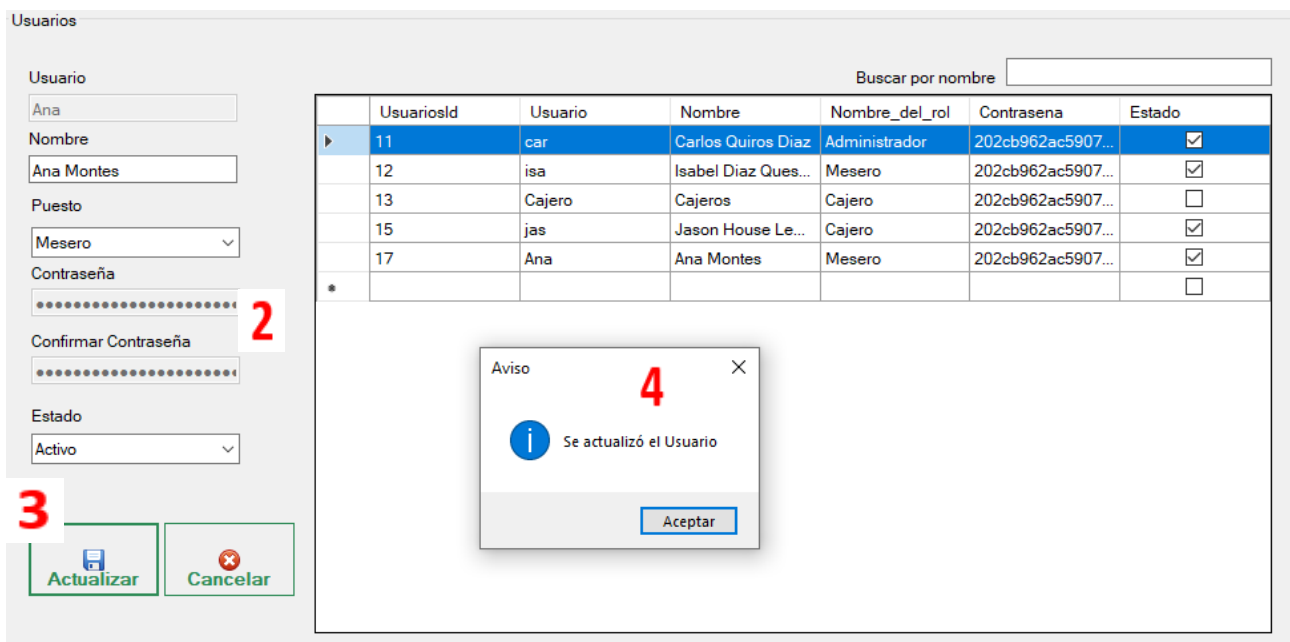 Usuarios
Usuario
Buscar por nombre
Ana
Nombre
Ana Montes
Puesto
Mesero
Contraseña
●●●●●●●●●●●●●●●●●●●●●●
2
Confirmar Contraseña
●●●●●●●●●●●●●●●●●●●●●●
Estado
Activo
3
Actualizar Cancelar
UsuariosId Usuario Nombre Nombre_del_rol Contrasena Estado
11 car Carlos Quiros Diaz Administrador 202cb962ac5907...
12 isa Isabel Diaz Ques... Mesero 202cb962ac5907...
13 Cajero Cajeros Cajero 202cb962ac5907...
15 jas Jason House Le... Cajero 202cb962ac5907...
17 Ana Ana Montes Mesero 202cb962ac5907...
Aviso
4
Se actualizó el Usuario
Aceptar